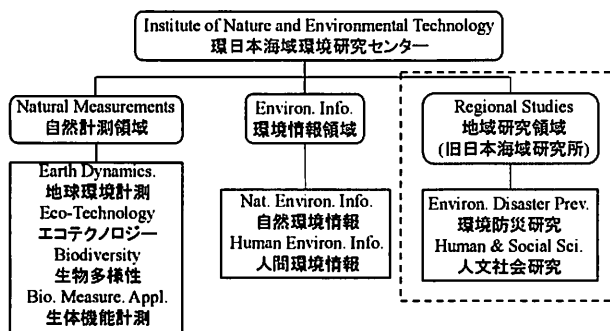 Institute of Nature and Environmental Technology
環日本海域環境研究センター
Natural Measurements
自然計測領域
Environ. Info.
環境情報領域
Regional Studies
地域研究領域
(旧日本海域研究所)
Earth Dynamics.
地球環境計測
Eco-Technology
エコテクノロジー
Biodiversity
生物多様性
Bio. Measure. Appl.
生体機能計測
Nat. Environ. Info.
自然環境情報
Human Environ. Info.
人間環境情報
Environ. Disaster Prev.
環境防災研究
Human & Social Sci.
人文社会研究